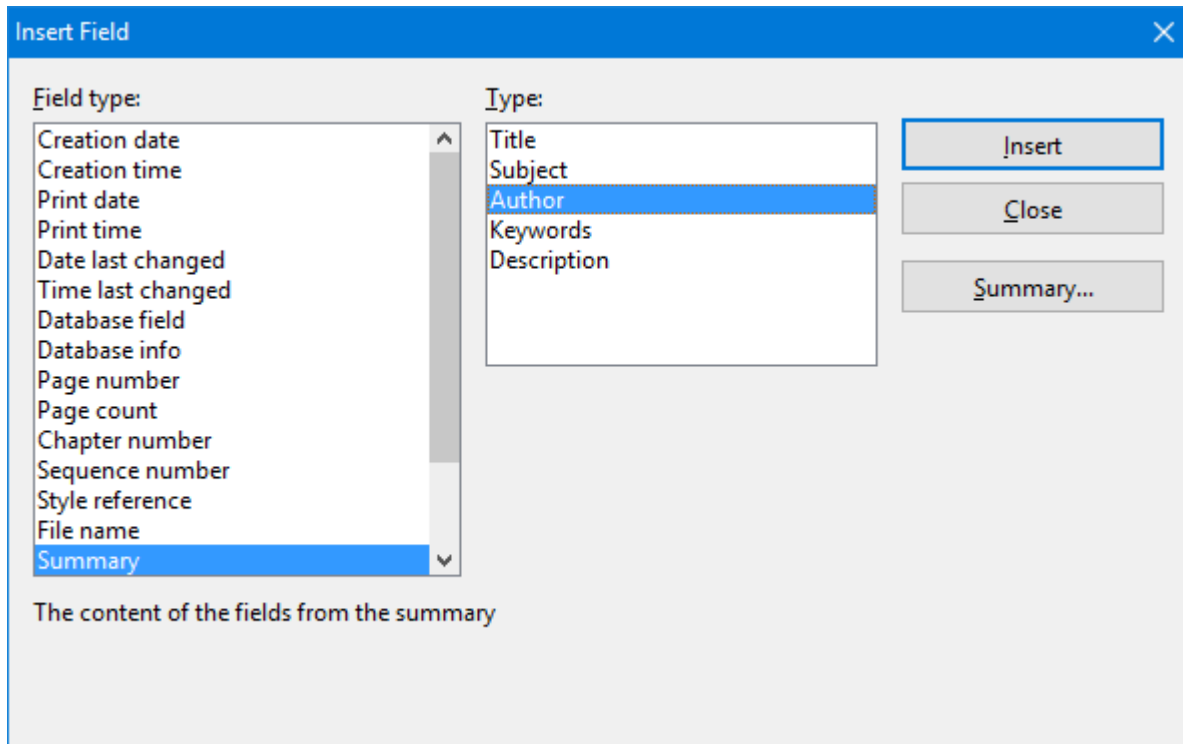 Insert Field
Field type:
Creation date
Creation time
Print date
Print time
Date last changed
Time last changed
Database field
Database info
Page number
Page count
Chapter number
Sequence number
Style reference
File name
Summary
The content of the fields from the summary
Type:
Title
Subject
Author
Keywords
Description
Insert
Close
Summary...